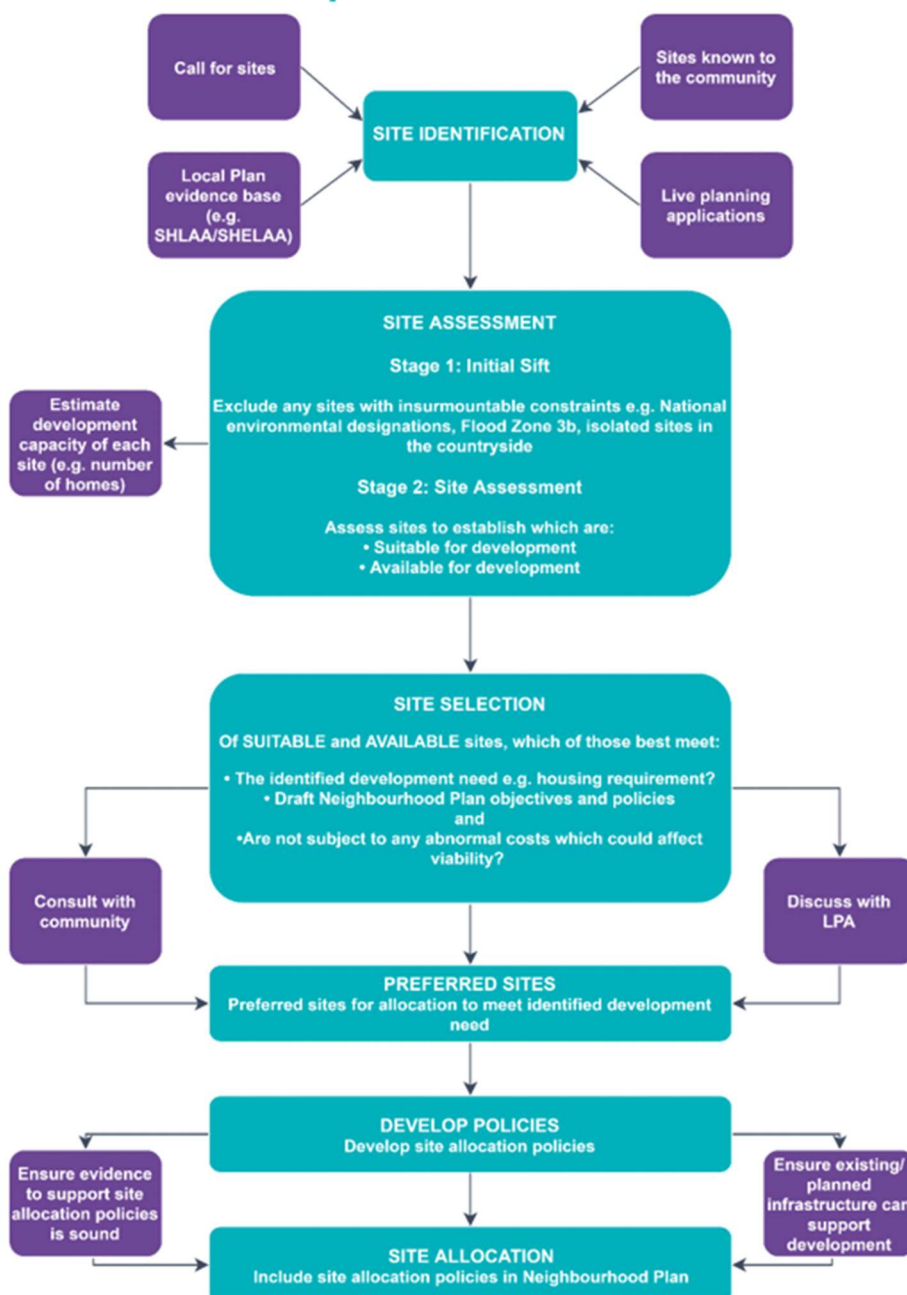 Call for sites
Sites known to
the community
SITE IDENTIFICATION
Local Plan
evidence base
(e.g.
SHLAA/SHELAA)
Live planning
applications
SITE ASSESSMENT
Stage 1: Initial Sift
Exclude any sites with insurmountable constraints e.g. National
environmental designations, Flood Zone 3b, isolated sites in
the countryside
Stage 2: Site Assessment
Assess sites to establish which are:
• Suitable for development
• Available for development
Estimate
development
capacity of each
site (e.g. number
of homes)
SITE SELECTION
Of SUITABLE and AVAILABLE sites, which of those best meet:
• The identified development need e.g. housing requirement?
• Draft Neighbourhood Plan objectives and policies
and
•Are not subject to any abnormal costs which could affect
viability?
Consult with
community
Discuss with
LPA
PREFERRED SITES
Preferred sites for allocation to meet identified development
need
DEVELOP POLICIES
Develop site allocation policies
Ensure evidence
to support site
allocation policies
is sound
Ensure existing/
planned
infrastructure can
support
development
SITE ALLOCATION
Include site allocation policies in Neighbourhood Plan